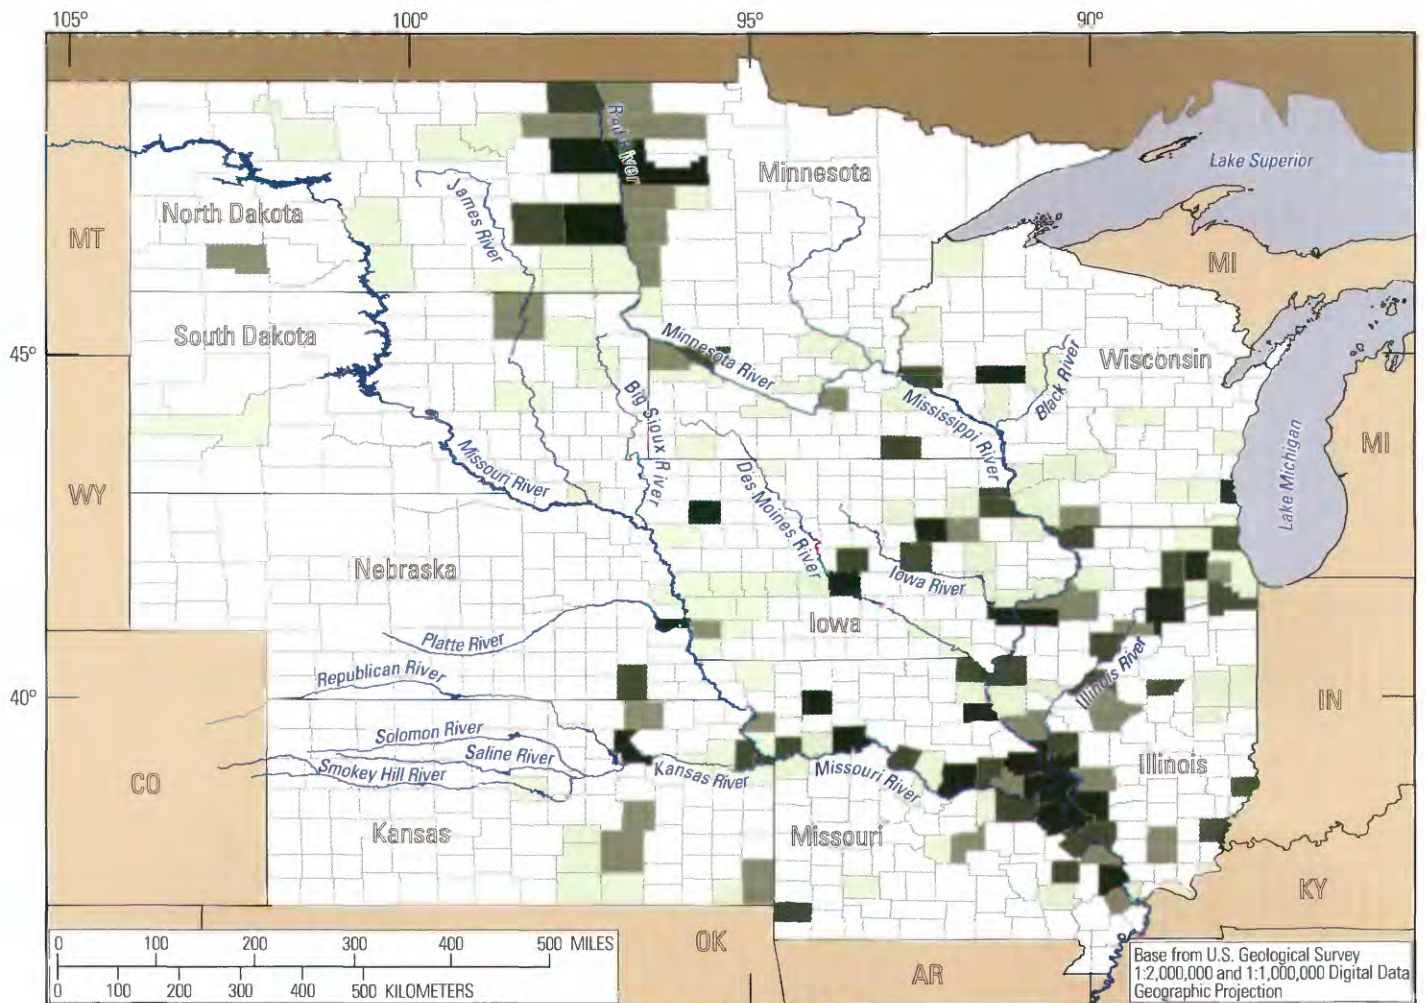 105°
100°
95°
90°
Red River
Minnesota
Lake Superior
James River
North Dakota
MT
MI
South Dakota
45°
Minnesota River
Wisconsin
Black River
Big Sioux River
Mississippi River
MI
Lake Michigan
Missouri River
Des Moines River
WY
Nebraska
Iowa River
Iowa
Platte River
Republican River
Illinois River
40°
IN
Solomon River
Saline River
Smokey Hill River
Kansas River
Missouri River
Illinois
CO
Kansas
Missouri
KY
OK
AR
0 100 200 300 400 500 MILES
0 100 200 300 400 500 KILOMETERS
Base from U.S. Geological Survey
1:2,000,000 and 1:1,000,000 Digital Data
Geographic Projection